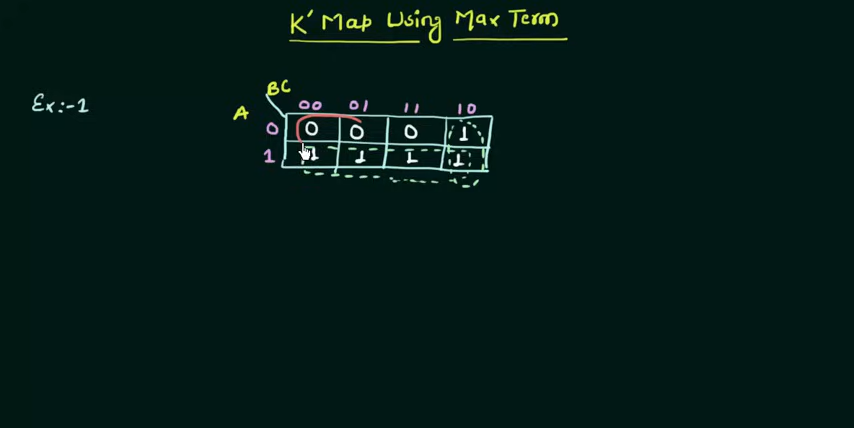 K' Map Using Max Term
Ex:-1
BC
A
00 01 11 10
0 0 0 0 1
1 1 1 1 1